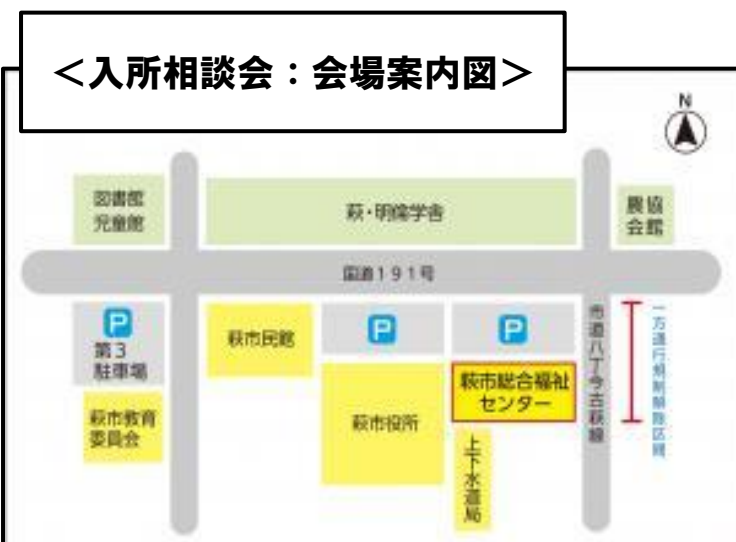 ＜入所相談会：会場案内図＞
N
図書館
児童館
萩・明倫学舎
農協
会館
国道191号
P
第3
駐車場
萩市民館
P
P
市道八丁今古萩線
一方通行規制解除区間
萩市教育
委員会
萩市役所
萩市総合福祉
センター
上下水道局